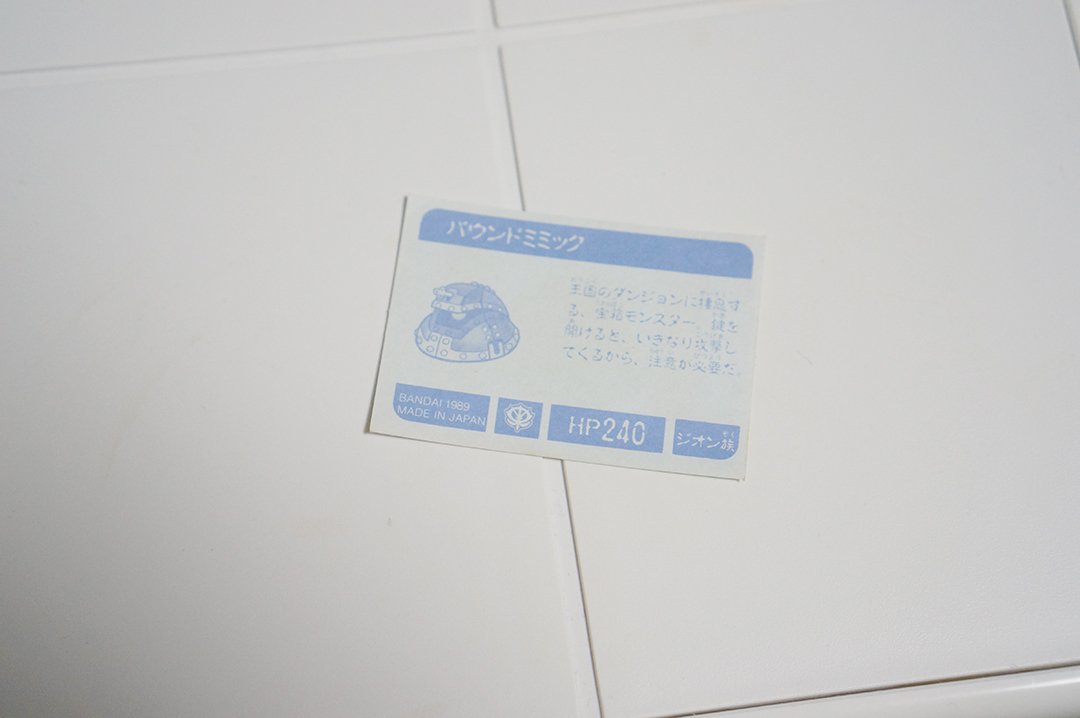 バウンドミミック
王国のダンジョンに棲息す
る、宝箱モンスター。鍵を
開けると、いきなり攻撃し
てくるから、注意が必要だ。
BANDAI 1989
MADE IN JAPAN
HP240
ジオン族